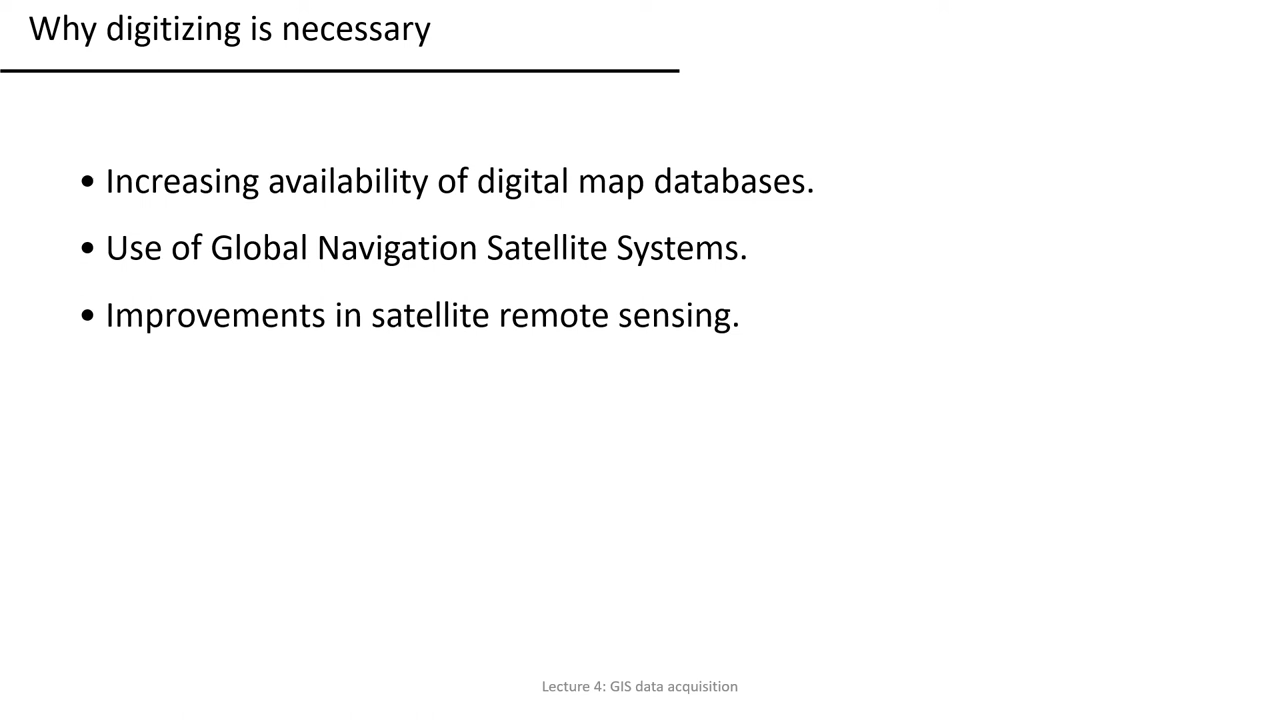 Why digitizing is necessary
• Increasing availability of digital map databases.
• Use of Global Navigation Satellite Systems.
• Improvements in satellite remote sensing.
Lecture 4: GIS data acquisition